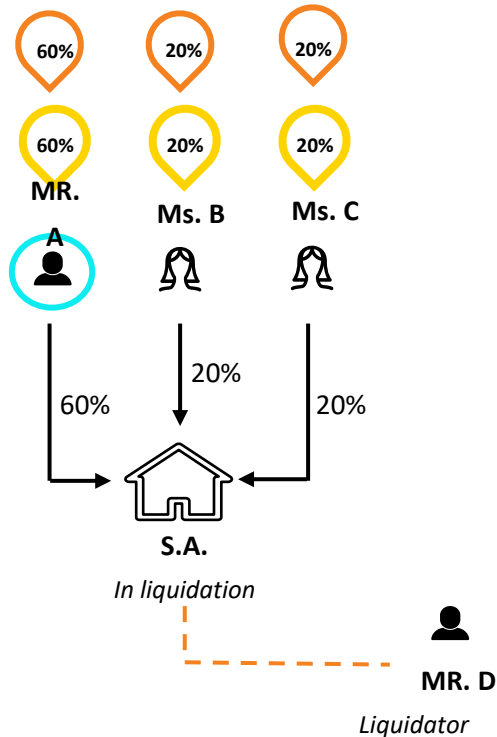 60% 20% 20%
60% 20% 20%
MR. A Ms. B Ms. C
60% 20% 20%
S.A.
In liquidation
MR. D
Liquidator